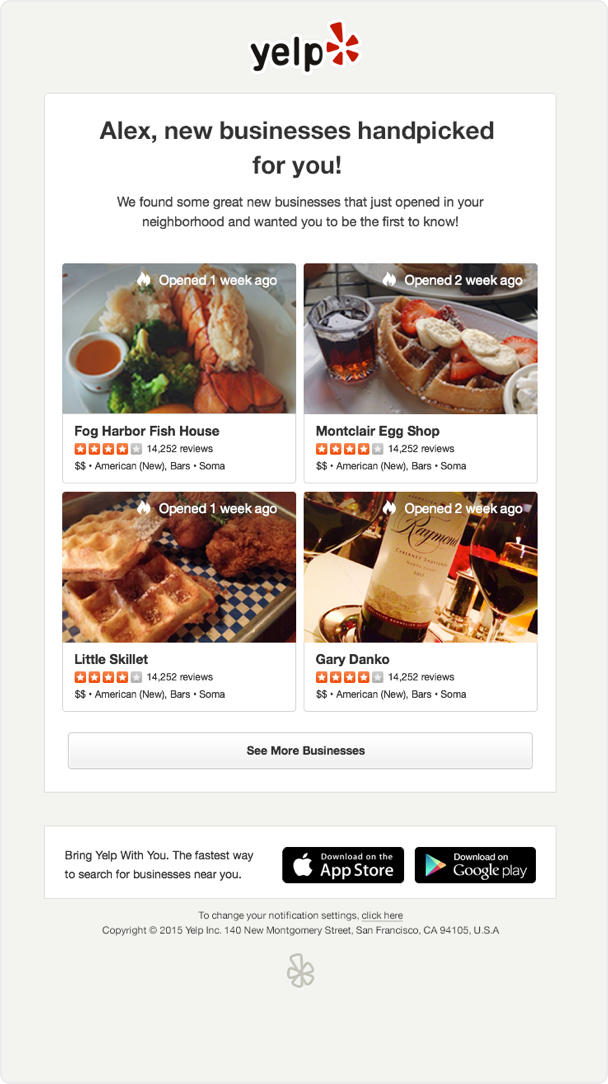 yelp
Alex, new businesses handpicked
for you!
We found some great new businesses that just opened in your
neighborhood and wanted you to be the first to know!
Opened 1 week ago
Opened 2 week ago
Fog Harbor Fish House
14,252 reviews
$$ • American (New), Bars • Soma
Montclair Egg Shop
14,252 reviews
$$ • American (New), Bars • Soma
Opened 1 week ago
Opened 2 week ago
Raymond
CABERNET SAUVIGNON
Little Skillet
14,252 reviews
$$ • American (New), Bars • Soma
Gary Danko
14,252 reviews
$$ • American (New), Bars • Soma
See More Businesses
Bring Yelp With You. The fastest way
to search for businesses near you.
Download on the
App Store
Download on
Google play
To change your notification settings, click here
Copyright © 2015 Yelp Inc. 140 New Montgomery Street, San Francisco, CA 94105, U.S.A